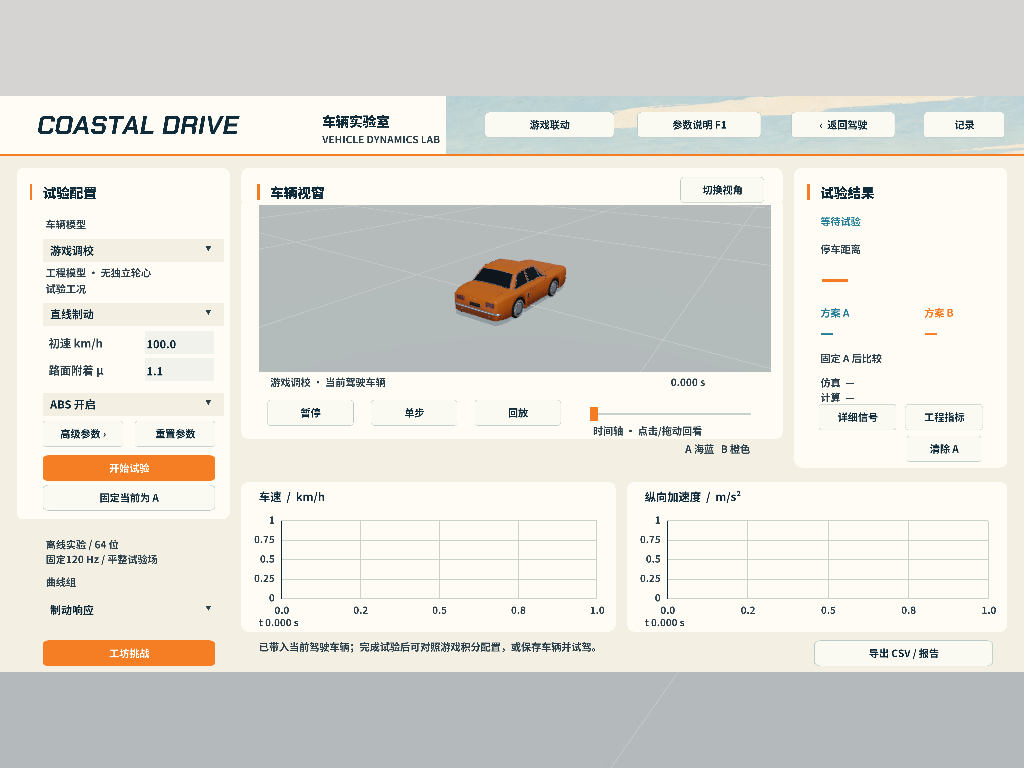 COASTAL DRIVE
车辆实验室
VEHICLE DYNAMICS LAB
游戏联动
参数说明 F1
‹ 返回驾驶
记录
试验配置
车辆模型
游戏调校 ▼
工程模型 · 无独立轮心
试验工况
直线制动 ▼
初速 km/h 100.0
路面附着 μ 1.1
ABS 开启 ▼
高级参数 › 重置参数
开始试验
固定当前为 A
离线实验 / 64 位
固定120 Hz / 平整试验场
曲线组
制动响应 ▼
工坊挑战
车辆视窗
切换视角
游戏调校 · 当前驾驶车辆 0.000 s
暂停 单步 回放
时间轴 · 点击/拖动回看
A 海蓝 B 橙色
试验结果
等待试验
停车距离
—
方案 A 方案 B
— —
固定 A 后比较
仿真 —
计算 —
详细信号 工程指标
清除 A
车速 / km/h
1
0.75
0.5
0.25
0
0.0 0.2 0.5 0.8 1.0
t 0.000 s
纵向加速度 / m/s²
1
0.75
0.5
0.25
0
0.0 0.2 0.5 0.8 1.0
t 0.000 s
已带入当前驾驶车辆；完成试验后可对照游戏积分配置，或保存车辆并试驾。
导出 CSV / 报告